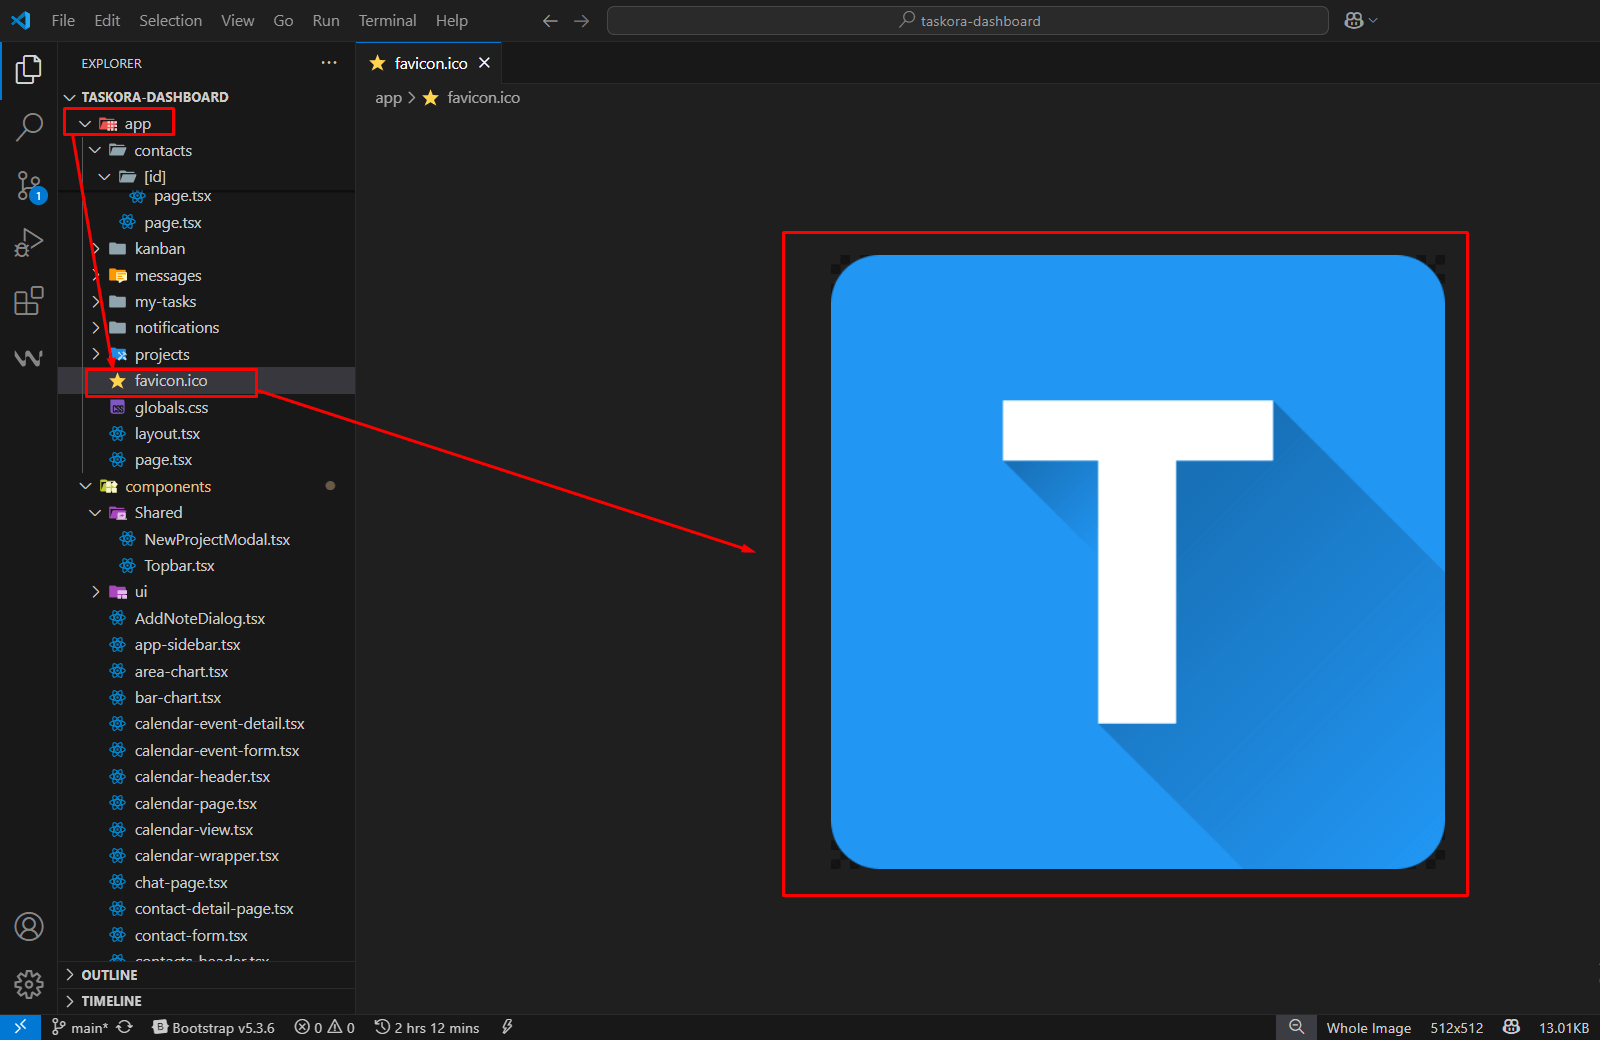 File Edit Selection View Go Run Terminal Help
taskora-dashboard
EXPLORER
favicon.ico
TASKORA-DASHBOARD
app > favicon.ico
app
contacts
[id]
page.tsx
page.tsx
kanban
messages
my-tasks
notifications
projects
favicon.ico
globals.css
layout.tsx
page.tsx
components
Shared
NewProjectModal.tsx
Topbar.tsx
ui
AddNoteDialog.tsx
app-sidebar.tsx
area-chart.tsx
bar-chart.tsx
calendar-event-detail.tsx
calendar-event-form.tsx
calendar-header.tsx
calendar-page.tsx
calendar-view.tsx
calendar-wrapper.tsx
chat-page.tsx
contact-detail-page.tsx
contact-form.tsx
contacts-header.tsx
OUTLINE
TIMELINE
1
T
main* Bootstrap v5.3.6 0 0 2 hrs 12 mins Whole Image 512x512 13.01KB